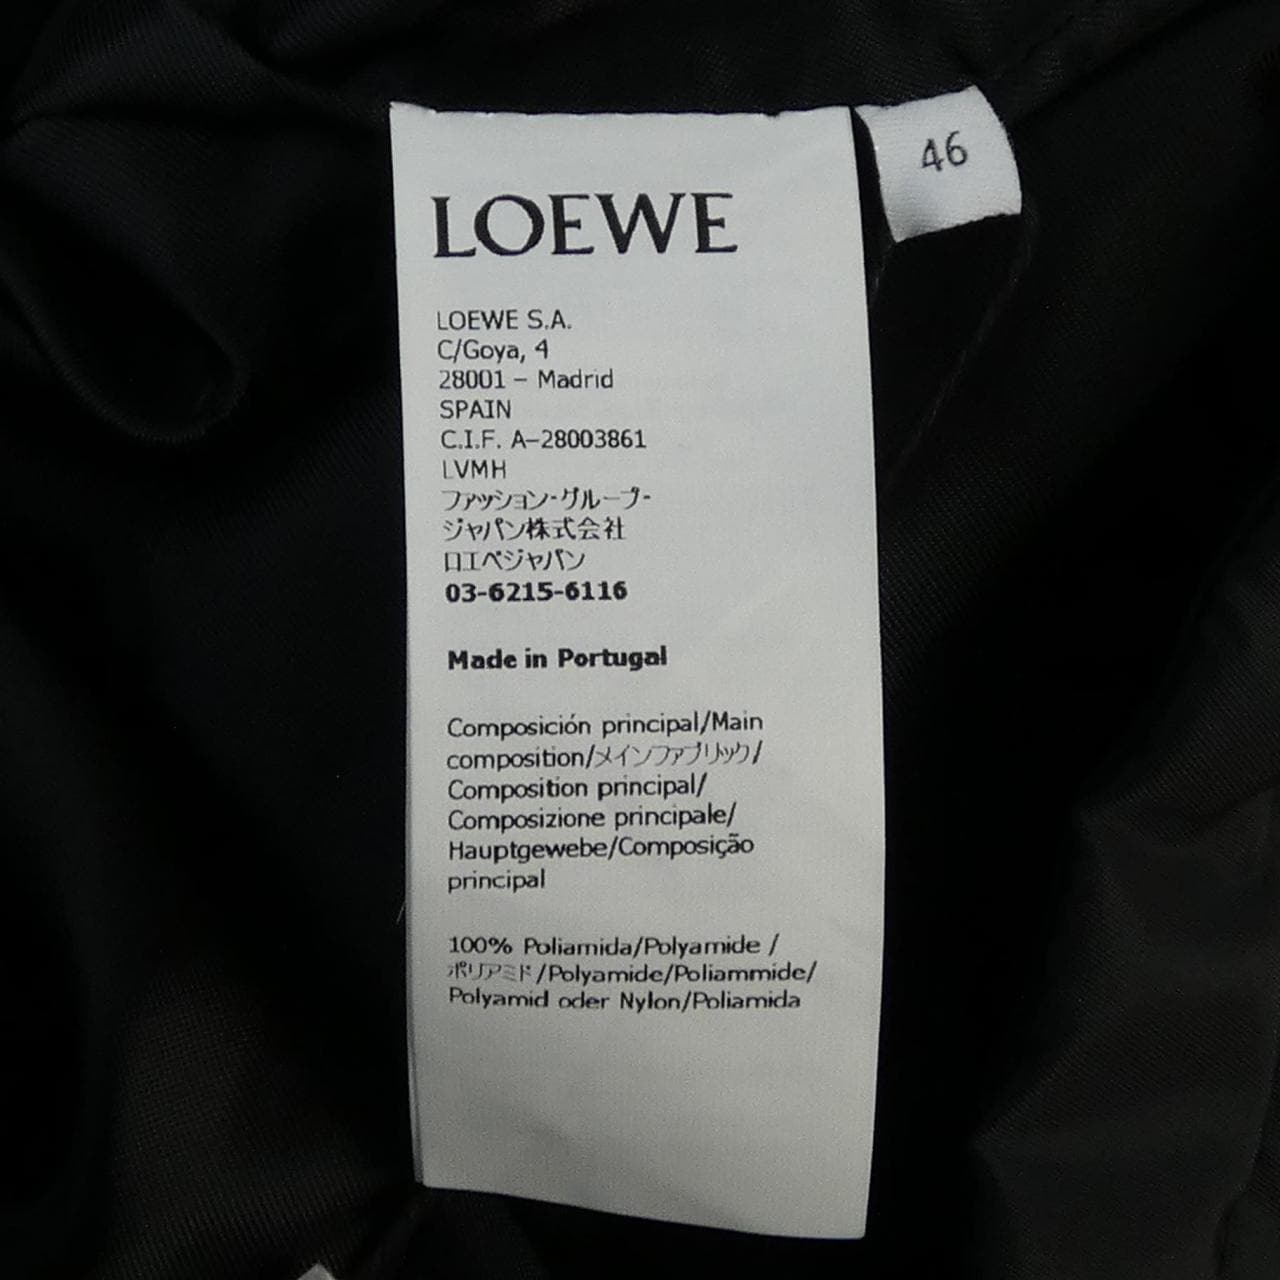 46
LOEWE
LOEWE S.A.
C/Goya, 4
28001 – Madrid
SPAIN
C.I.F. A–28003861
LVMH
ファッション・グループ・
ジャパン株式会社
ロエベジャパン
03-6215-6116
Made in Portugal
Composición principal/Main
composition/メインファブリック/
Composition principal/
Composizione principale/
Hauptgewebe/Composição
principal
100% Poliamida/Polyamide /
ポリアミド/Polyamide/Poliammide/
Polyamid oder Nylon/Poliamida